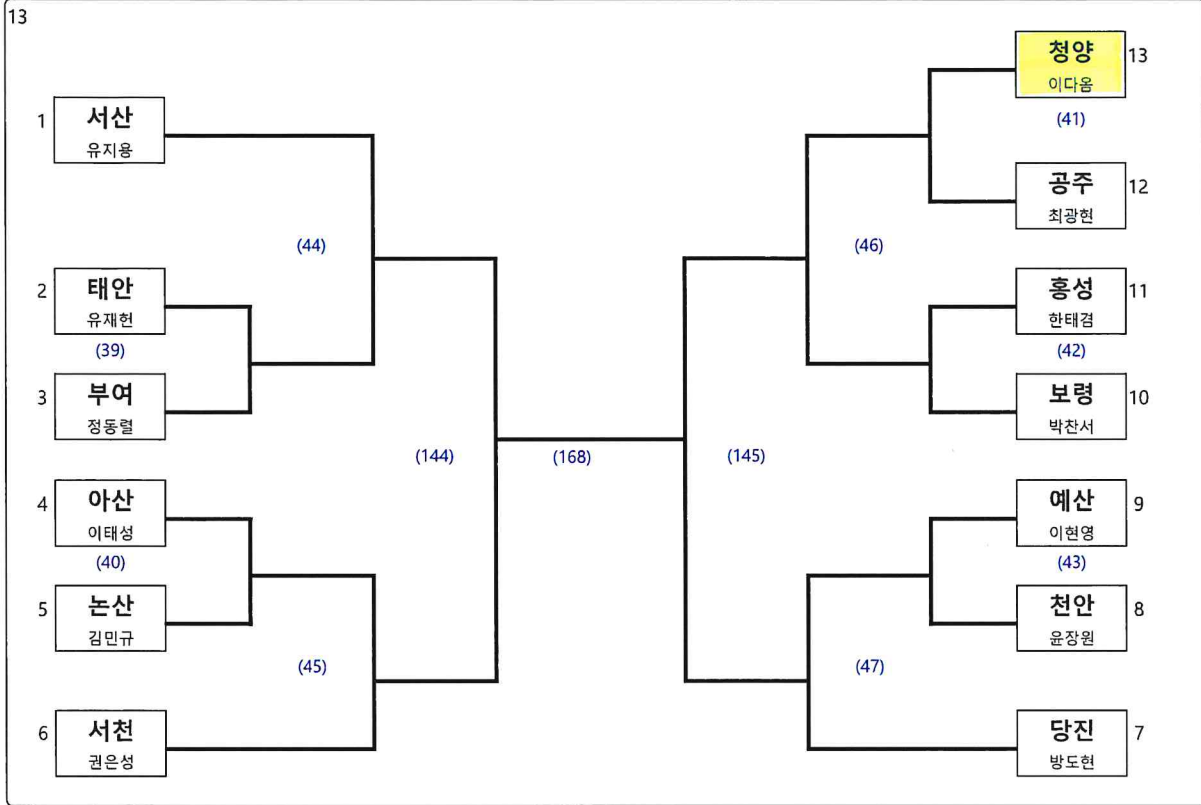 13
1
서산
유지용
(44)
2
태안
유재헌
(39)
3
부여
정동렬
(144)
4
아산
이태성
(40)
5
논산
김민규
(45)
6
서천
권은성
(168)
청양
13
이다옴
(41)
공주
12
최광현
(46)
홍성
11
한태겸
(42)
보령
10
박찬서
(145)
예산
9
이현영
(43)
천안
8
윤장원
(47)
당진
7
방도현